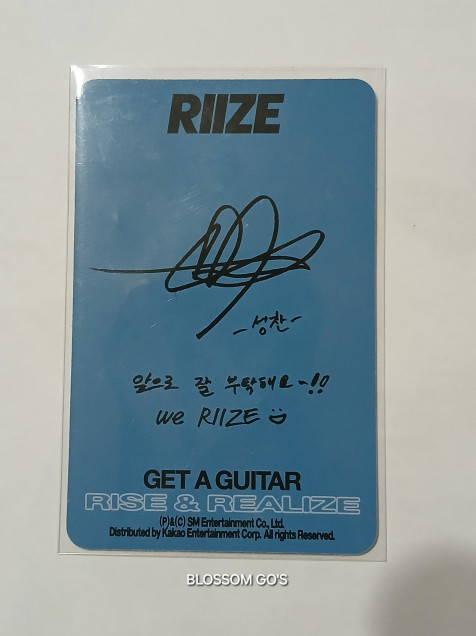 RIIZE
-성찬-
앞으로 잘 부탁해요~!!
we RIIZE
GET A GUITAR
RISE & REALIZE
(P)&(C) SM Entertainment Co., Ltd.
Distributed by Kakao Entertainment Corp. All rights Reserved.
BLOSSOM GO'S